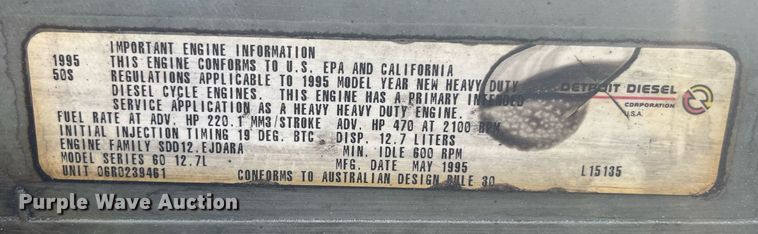 IMPORTANT ENGINE INFORMATION
1995 THIS ENGINE CONFORMS TO U.S. EPA AND CALIFORNIA
50S REGULATIONS APPLICABLE TO 1995 MODEL YEAR NEW HEAVY DUTY
DIESEL CYCLE ENGINES. THIS ENGINE HAS A PRIMARY INTENDED
SERVICE APPLICATION AS A HEAVY HEAVY DUTY ENGINE.
FUEL RATE AT ADV. HP 220.1 MM3/STROKE ADV. HP 470 AT 2100 RPM
INITIAL INJECTION TIMING 19 DEG. BTC DISP. 12.7 LITERS
ENGINE FAMILY SDD12.EJDARA MIN. IDLE 600 RPM
MODEL SERIES 60 12.7L MFG. DATE MAY 1995
UNIT 06R0239461 CONFORMS TO AUSTRALIAN DESIGN RULE 30
DETROIT DIESEL
CORPORATION
U.S.A.
L15135
Purple Wave Auction